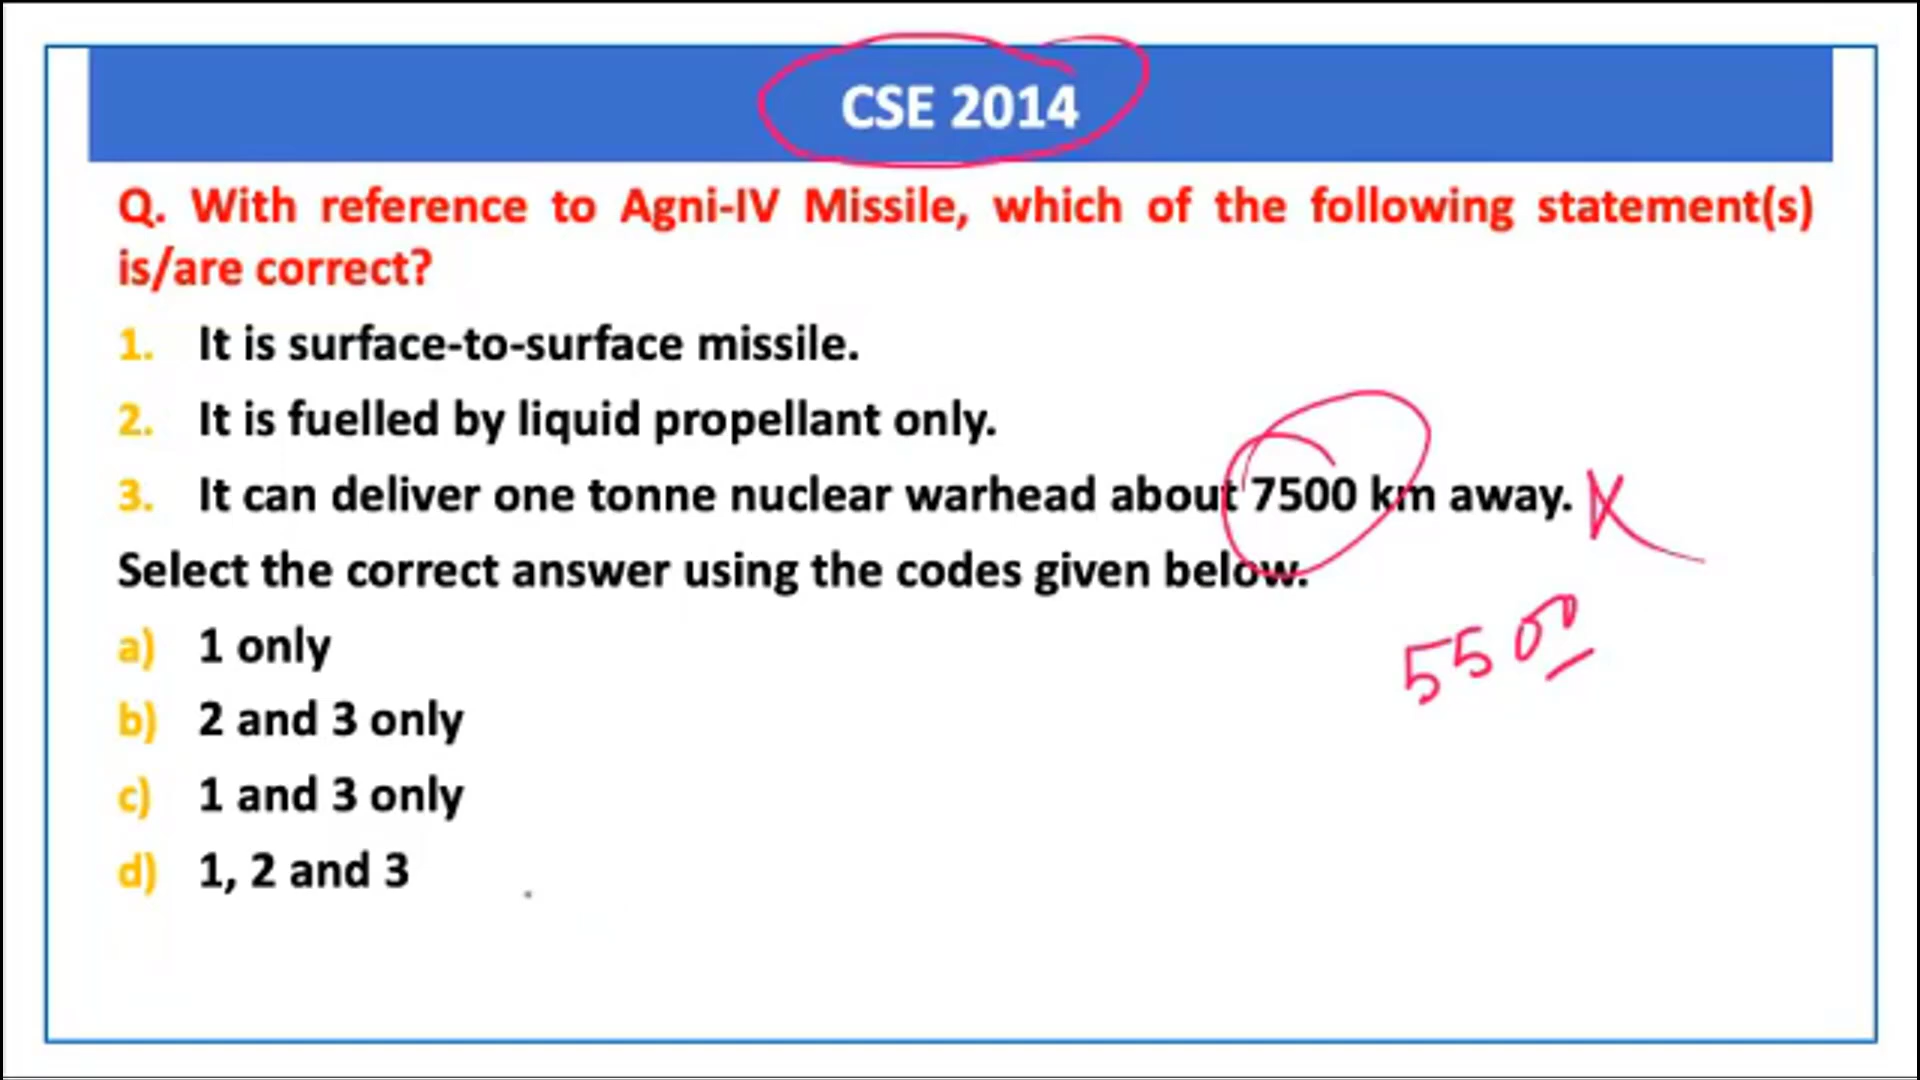 CSE 2014
Q. With reference to Agni-IV Missile, which of the following statement(s)
is/are correct?
1. It is surface-to-surface missile.
2. It is fuelled by liquid propellant only.
3. It can deliver one tonne nuclear warhead about 7500 km away.
Select the correct answer using the codes given below.
5500
a) 1 only
b) 2 and 3 only
c) 1 and 3 only
d) 1, 2 and 3